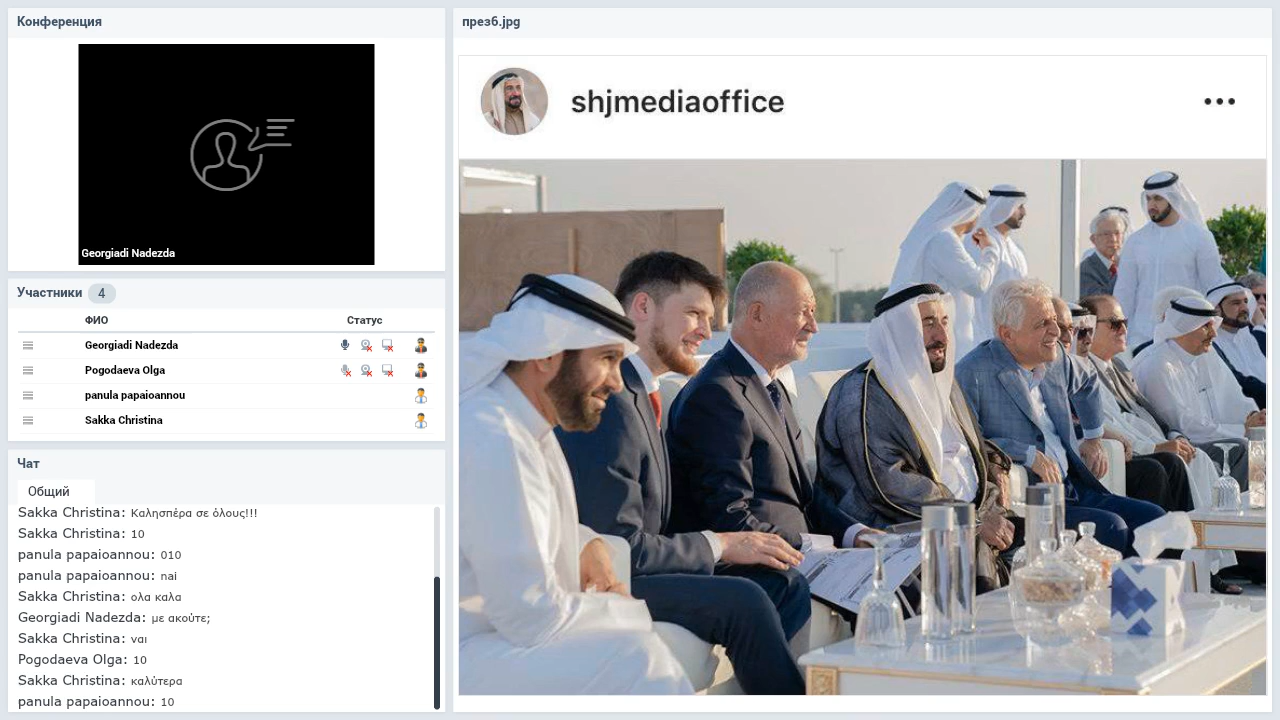 Конференция
Georgiadi Nadezda
Участники 4
ФИО Статус
Georgiadi Nadezda
Pogodaeva Olga
panula papaioannou
Sakka Christina
Чат
Общий
Sakka Christina: Καλησπέρα σε όλους!!!
Sakka Christina: 10
panula papaioannou: 010
panula papaioannou: nai
Sakka Christina: ολα καλα
Georgiadi Nadezda: με ακούτε;
Sakka Christina: ναι
Pogodaeva Olga: 10
Sakka Christina: καλύτερα
panula papaioannou: 10
през6.jpg
shjmediaoffice